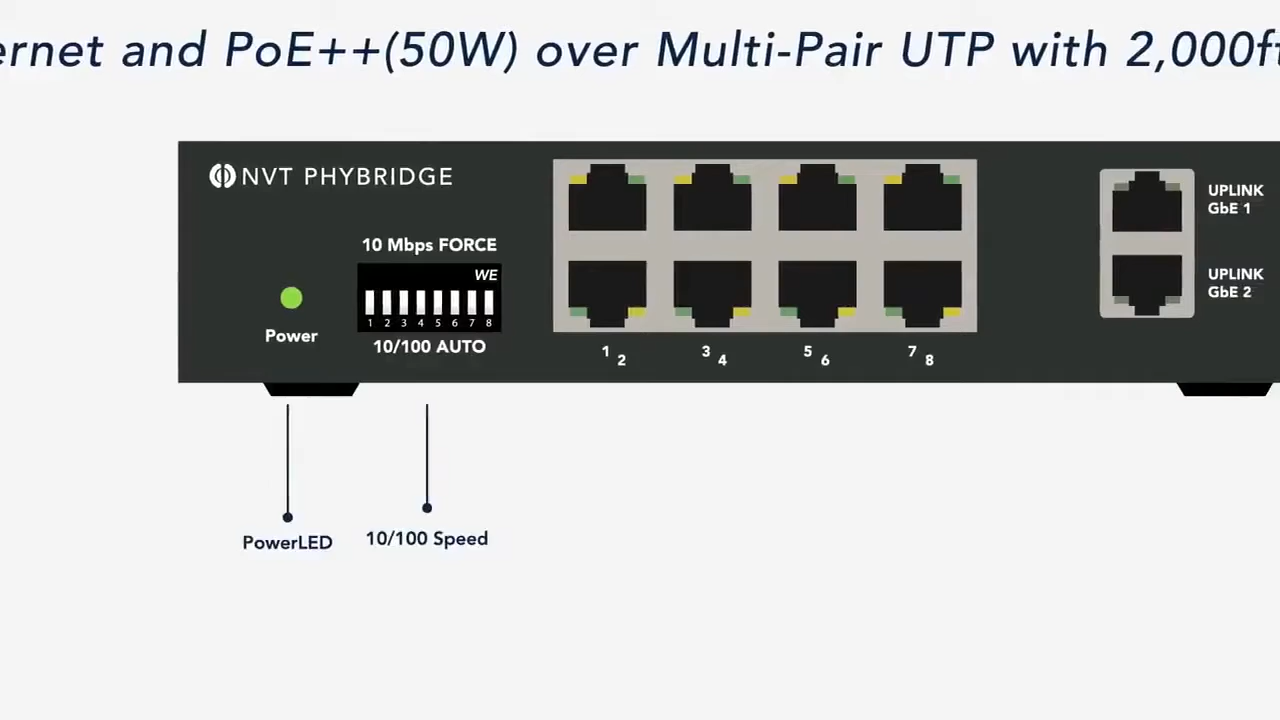 ernet and PoE++(50W) over Multi-Pair UTP with 2,000ft
NVT PHYBRIDGE
10 Mbps FORCE
WE
1 2 3 4 5 6 7 8
10/100 AUTO
Power
1 2
3 4
5 6
7 8
UPLINK
GbE 1
UPLINK
GbE 2
PowerLED
10/100 Speed